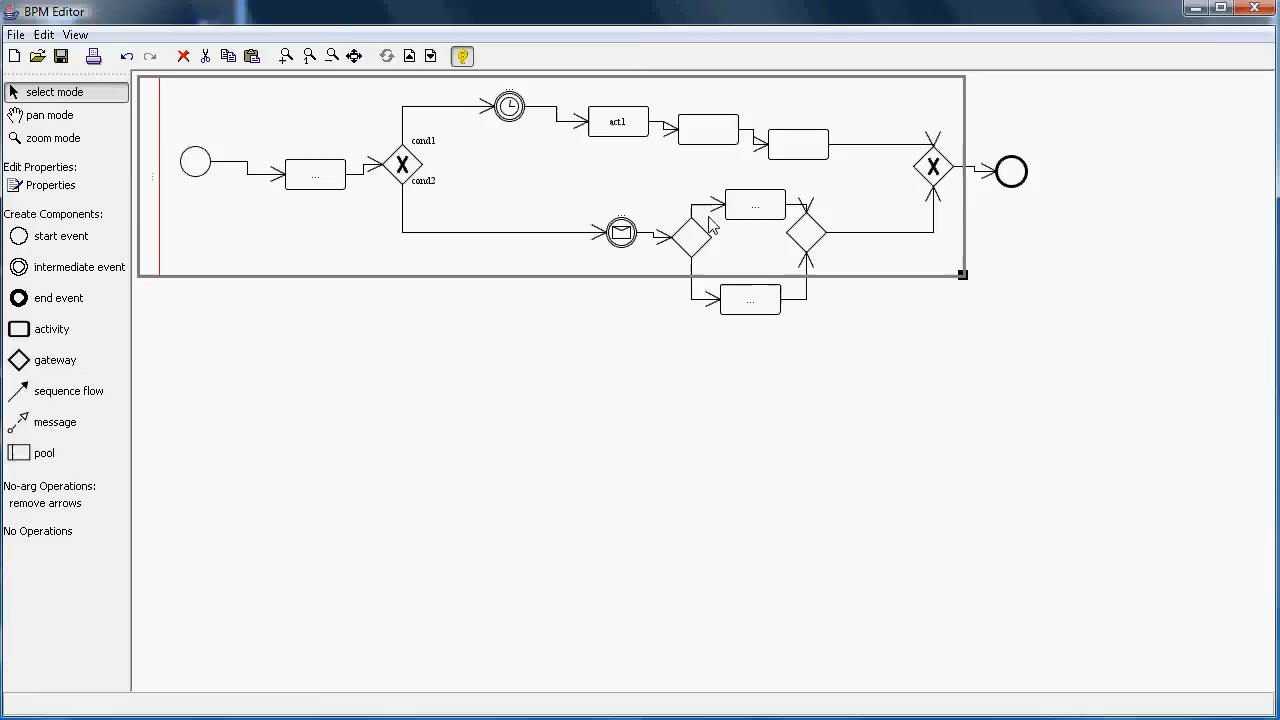 BPM Editor
File Edit View
select mode
pan mode
zoom mode
Edit Properties:
Properties
Create Components:
start event
intermediate event
end event
activity
gateway
sequence flow
message
pool
No-arg Operations:
remove arrows
No Operations
...
act1
cond1
X
X
...
cond2
...
...
...
...